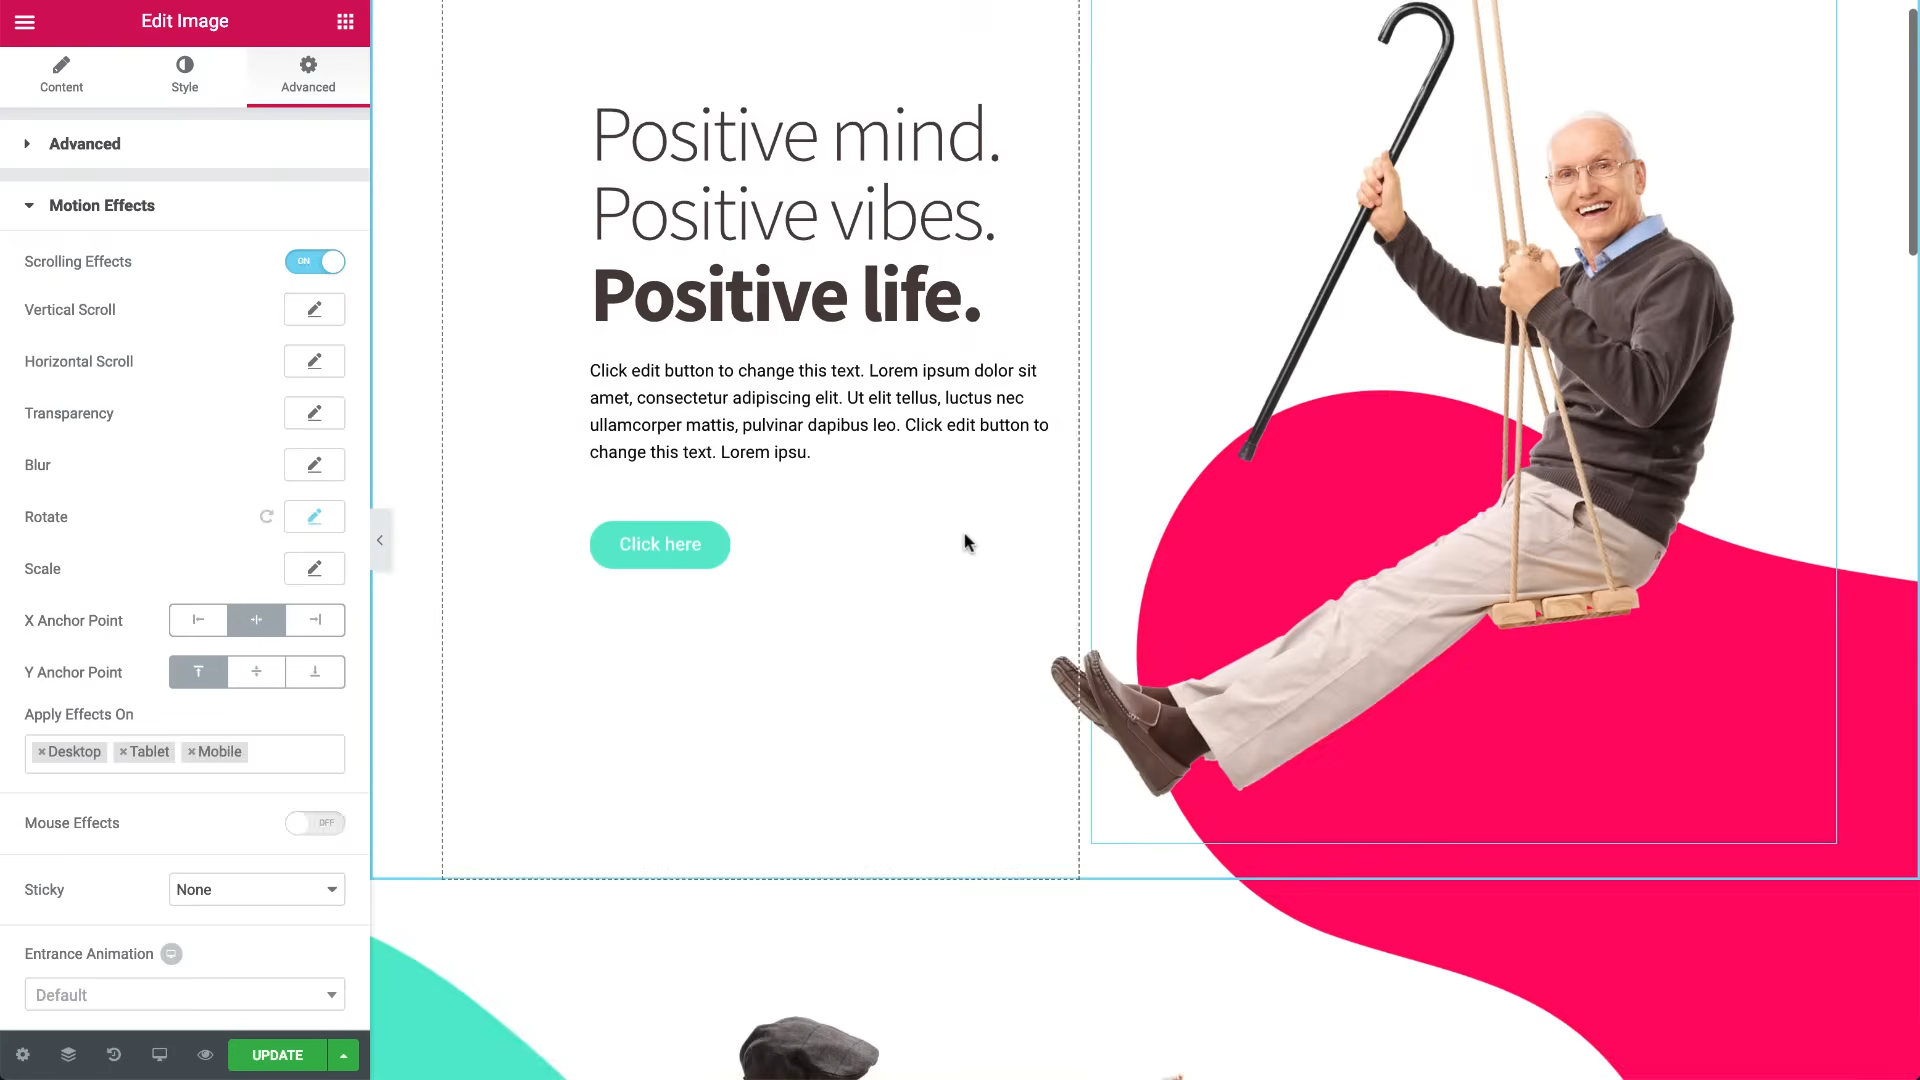 Edit Image
Content
Style
Advanced
Advanced
Motion Effects
Scrolling Effects
ON
Vertical Scroll
Horizontal Scroll
Transparency
Blur
Rotate
Scale
X Anchor Point
Y Anchor Point
Apply Effects On
× Desktop × Tablet × Mobile
Mouse Effects
OFF
Sticky
None
Entrance Animation
Default
UPDATE
Positive mind.
Positive vibes.
Positive life.
Click edit button to change this text. Lorem ipsum dolor sit
amet, consectetur adipiscing elit. Ut elit tellus, luctus nec
ullamcorper mattis, pulvinar dapibus leo. Click edit button to
change this text. Lorem ipsu.
Click here